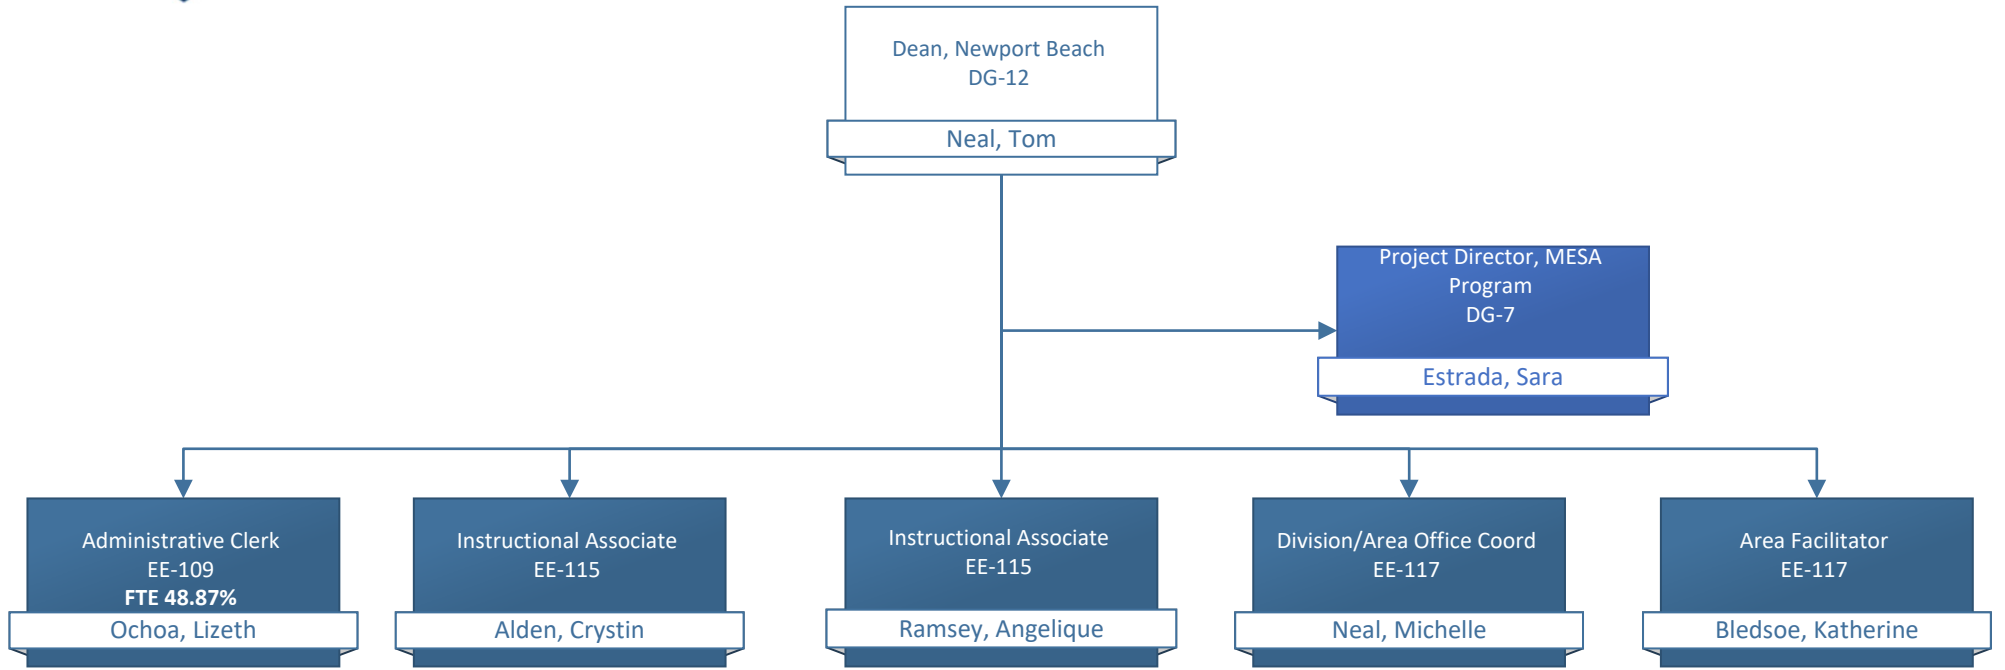 Dean, Newport Beach
DG-12
Neal, Tom
Project Director, MESA
Program
DG-7
Estrada, Sara
Administrative Clerk
EE-109
FTE 48.87%
Ochoa, Lizeth
Instructional Associate
EE-115
Alden, Crystin
Instructional Associate
EE-115
Ramsey, Angelique
Division/Area Office Coord
EE-117
Neal, Michelle
Area Facilitator
EE-117
Bledsoe, Katherine